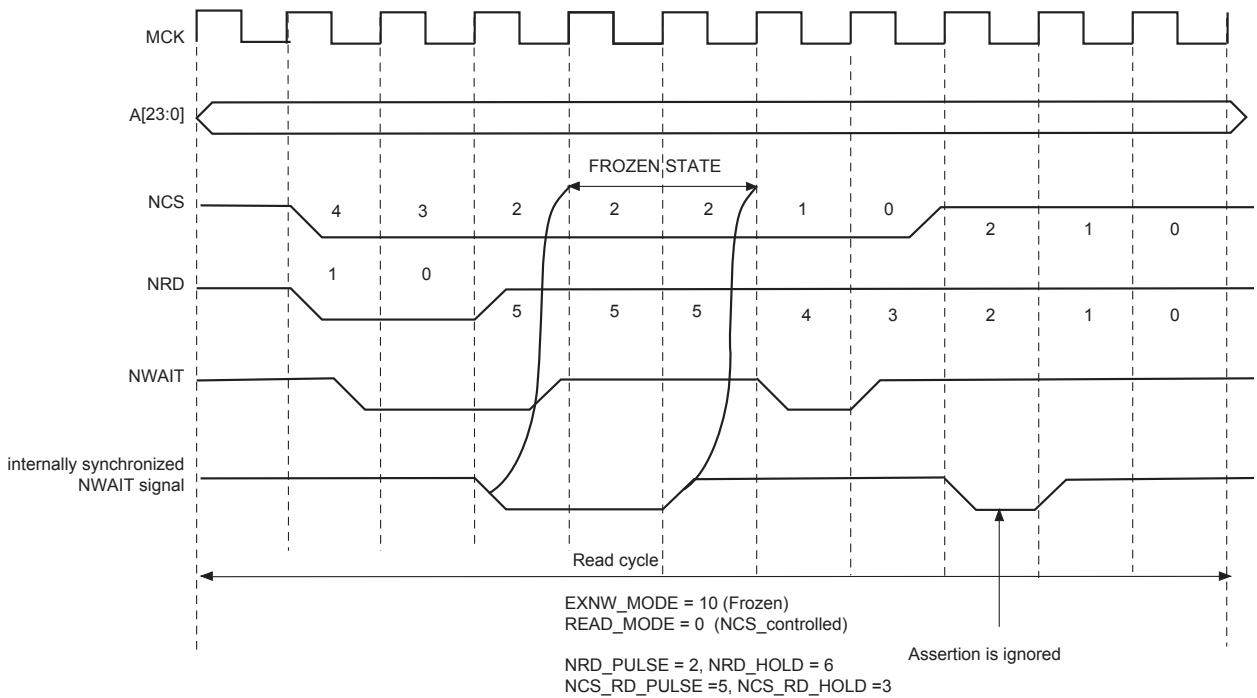 MCK
A[23:0]
FROZEN STATE
NCS
4 3 2 2 2 1 0
2 1 0
1 0
NRD
5 5 5 4 3 2 1 0
NWAIT
internally synchronized
NWAIT signal
Read cycle
EXNW_MODE = 10 (Frozen)
READ_MODE = 0 (NCS_controlled)
Assertion is ignored
NRD_PULSE = 2, NRD_HOLD = 6
NCS_RD_PULSE =5, NCS_RD_HOLD =3